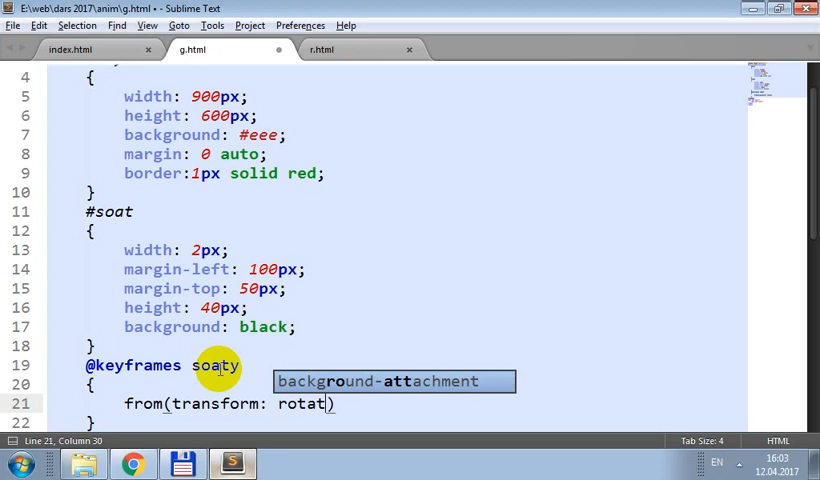 E:\web\dars 2017\anim\g.html • - Sublime Text
File Edit Selection Find View Goto Tools Project Preferences Help
index.html g.html r.html
4 {
5 width: 900px;
6 height: 600px;
7 background: #eee;
8 margin: 0 auto;
9 border:1px solid red;
10 }
11 #soat
12 {
13 width: 2px;
14 margin-left: 100px;
15 margin-top: 50px;
16 height: 40px;
17 background: black;
18 }
19 @keyframes soaty
20 {
background-attachment
21 from(transform: rotat)
22 }
Line 21, Column 30 Tab Size: 4 HTML
EN 16:03
12.04.2017